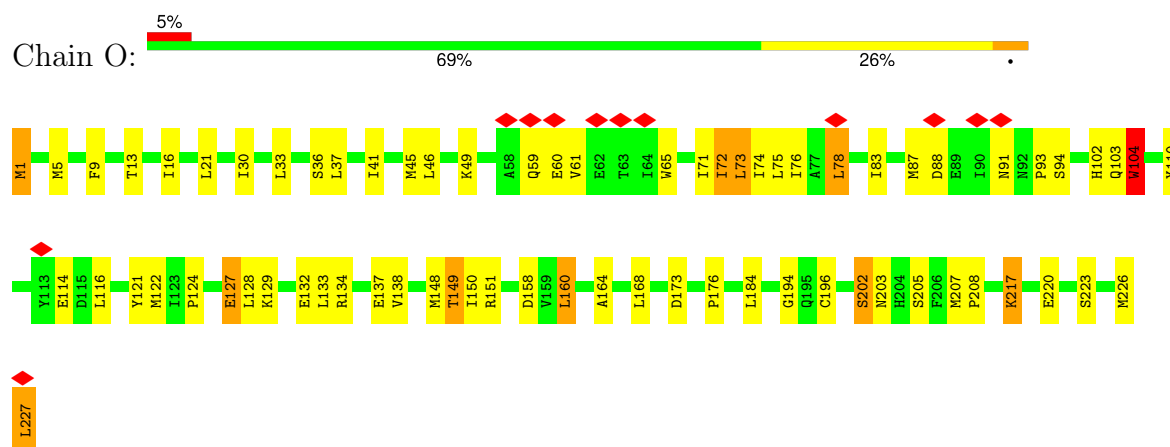 5%
Chain O:
69% 26% •
M1 M5 F9 T13 I16 L21 I30 L33 S36 L37 I41 M45 L46 K49 A58 Q59 E60 V61 E62 T63 I64 W65 I71 I72 L73 I74 L75 I76 A77 L78 I83 M87 D88 E89 I90 N91 N92 P93 S94 H102 Q103 W104 Y110
Y113 E114 D115 L116 Y121 M122 I123 P124 E127 L128 K129 E132 L133 R134 E137 V138 M148 T149 I150 R151 D158 V159 L160 A164 L168 D173 P176 L184 G194 Q195 C196 S202 N203 H204 S205 F206 M207 P208 K217 E220 S223 M226
L227